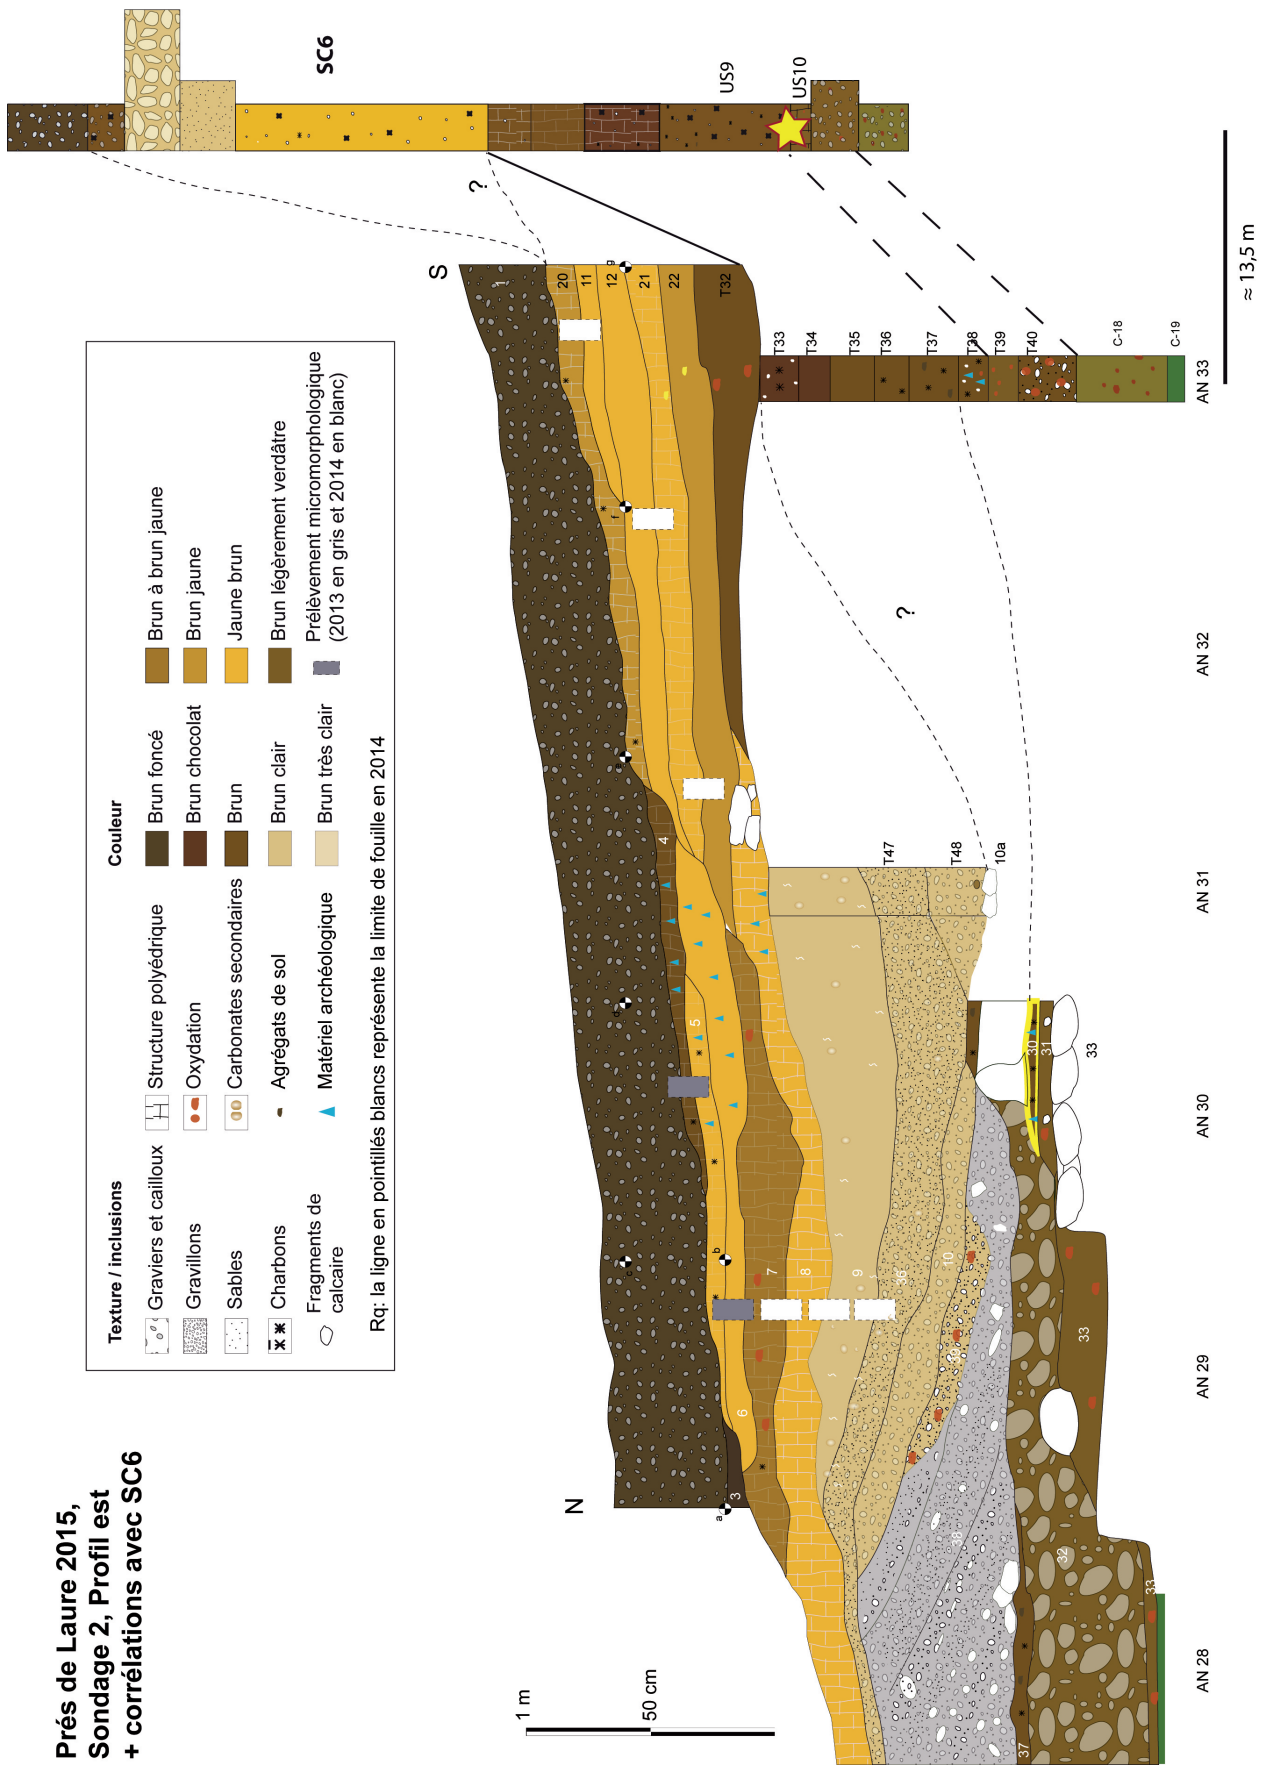 Prés de Laure 2015,
Sondage 2, Profil est
+ corrélations avec SC6
Texture / inclusions
Couleur
Graviers et cailloux
Gravillons
Sables
Charbons
Fragments de
calcaire
Structure polyédrique
Oxydation
Carbonates secondaires
Agrégats de sol
Matériel archéologique
Brun foncé
Brun chocolat
Brun
Brun clair
Brun très clair
Brun à brun jaune
Brun jaune
Jaune brun
Brun légèrement verdâtre
Prélèvement micromorphologique
(2013 en gris et 2014 en blanc)
Rq: la ligne en pointillés blancs représente la limite de fouille en 2014
SC6
US9
US10
?
≈ 13,5 m
N
S
1
20
11
12
g
21
22
T32
f
e
d
c
b
a
3
4
5
6
7
8
9
36
10
38
37
32
33
33
33
30
31
T47
T48
10a
?
T33
T34
T35
T36
T37
T38
T39
T40
C-18
C-19
1 m
50 cm
AN 28
AN 29
AN 30
AN 31
AN 32
AN 33